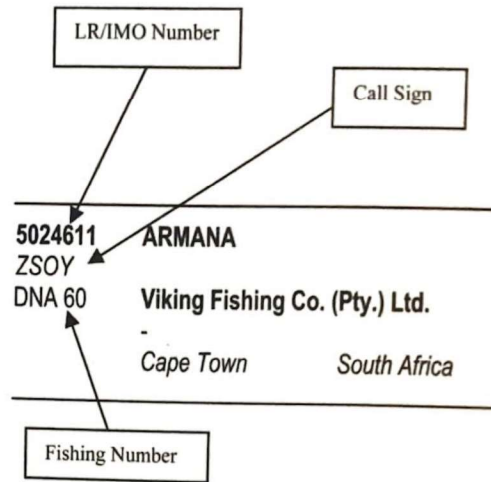 LR/IMO Number
Call Sign
5024611 ARMANA
ZSOY
DNA 60 Viking Fishing Co. (Pty.) Ltd.
-
Cape Town South Africa
Fishing Number